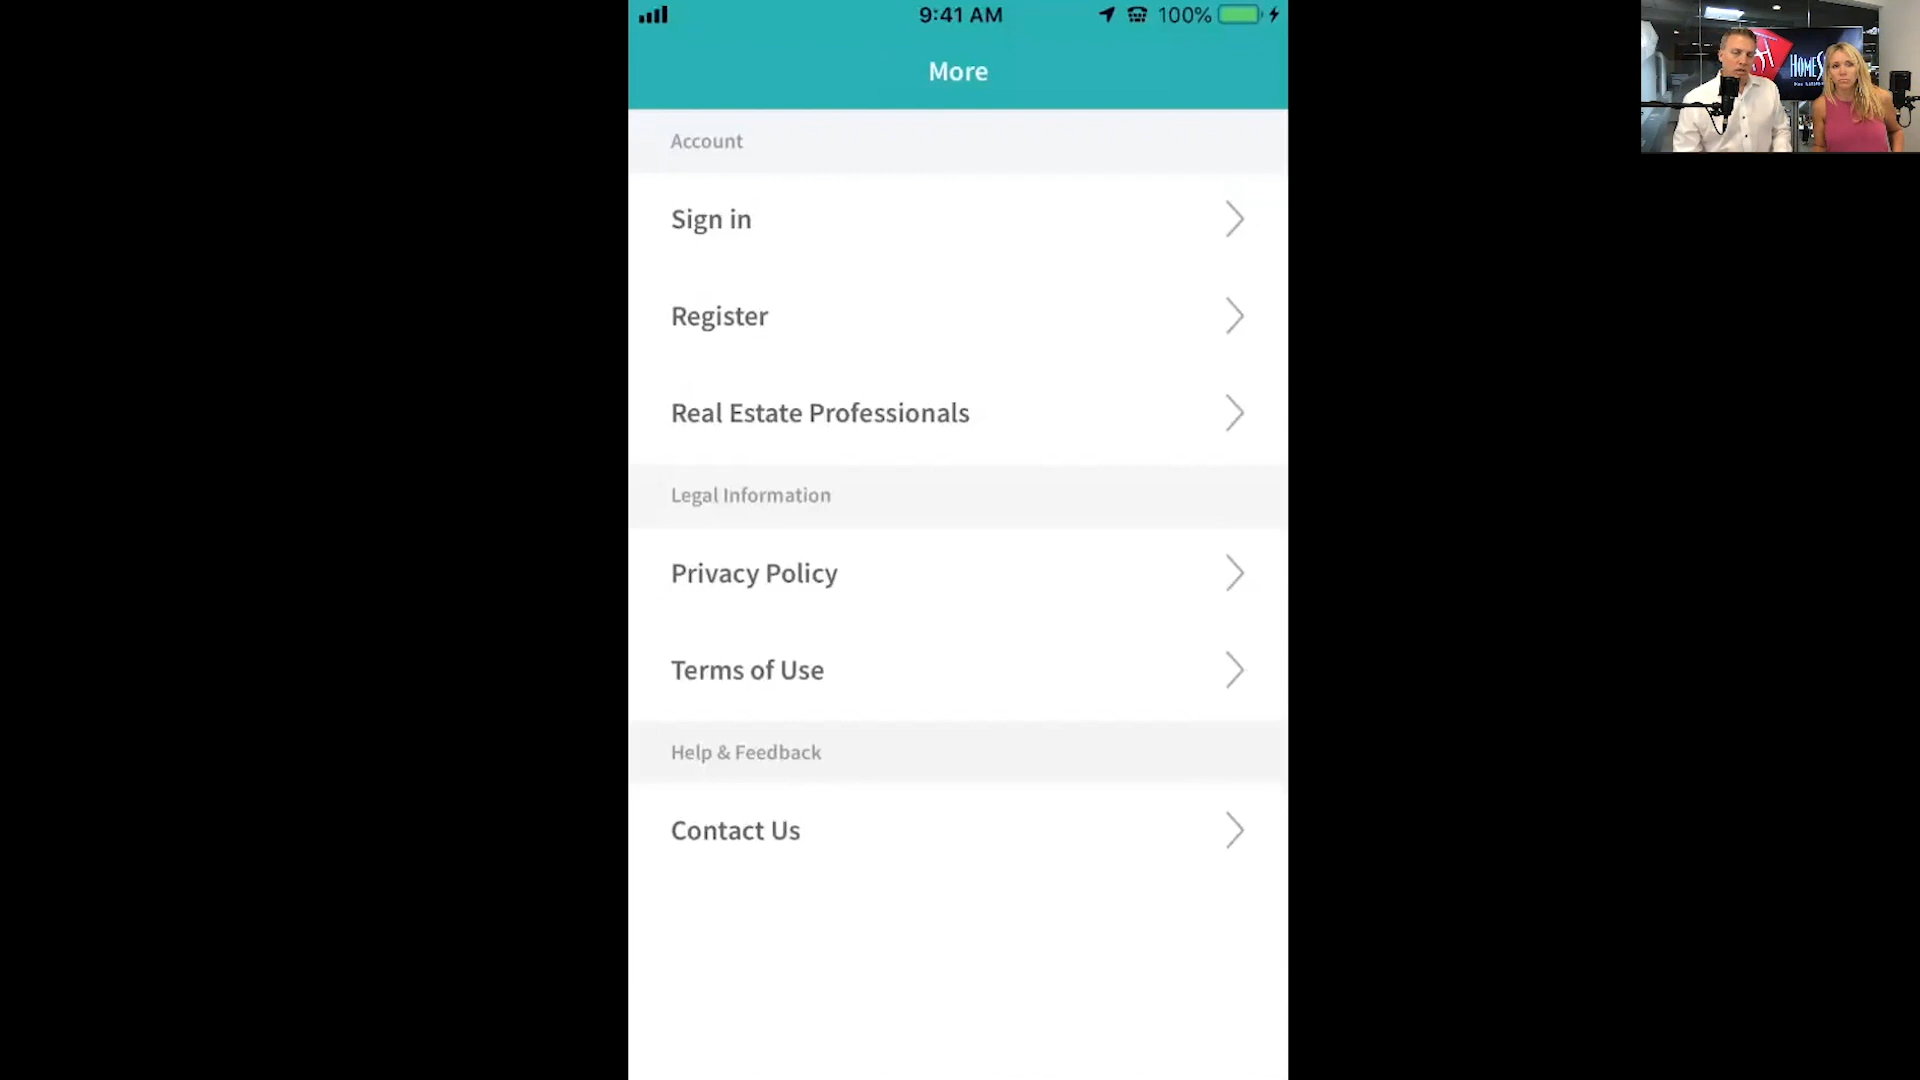 9:41 AM
100%
More
Account
Sign in
Register
Real Estate Professionals
Legal Information
Privacy Policy
Terms of Use
Help & Feedback
Contact Us